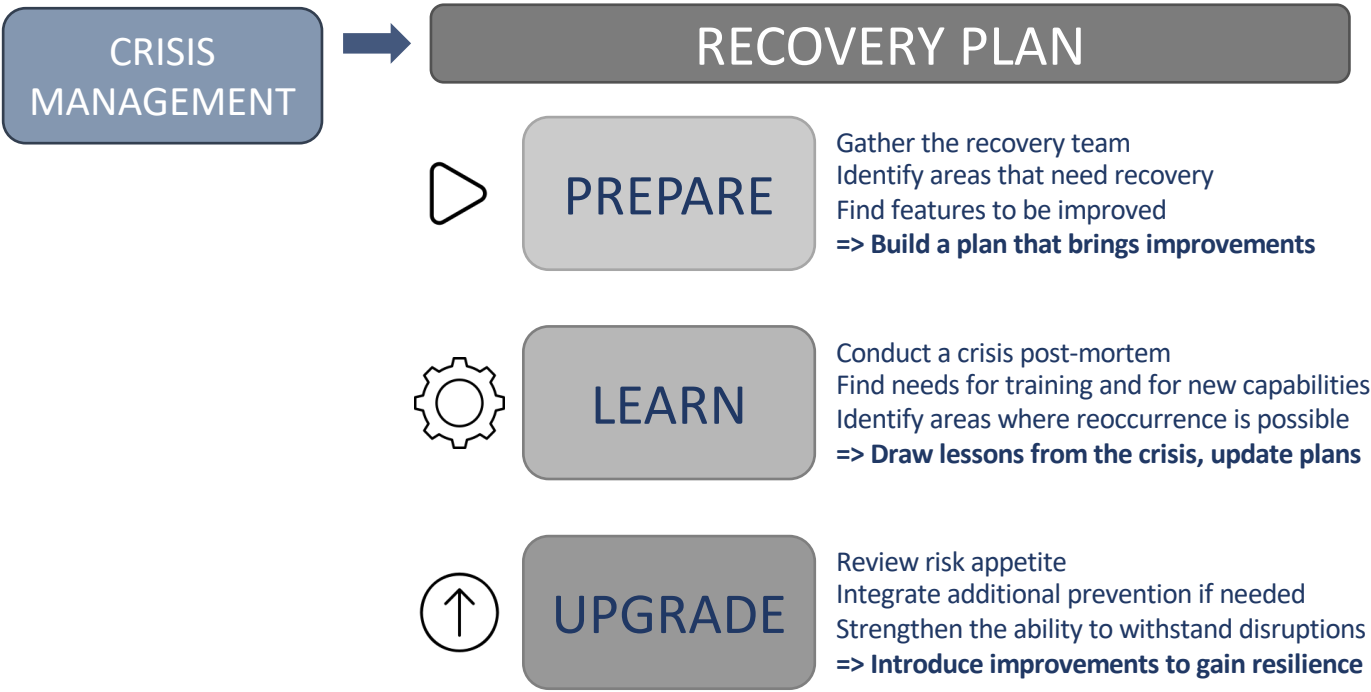 CRISIS
MANAGEMENT
RECOVERY PLAN
PREPARE
Gather the recovery team
Identify areas that need recovery
Find features to be improved
=> Build a plan that brings improvements
LEARN
Conduct a crisis post-mortem
Find needs for training and for new capabilities
Identify areas where reoccurrence is possible
=> Draw lessons from the crisis, update plans
UPGRADE
Review risk appetite
Integrate additional prevention if needed
Strengthen the ability to withstand disruptions
=> Introduce improvements to gain resilience